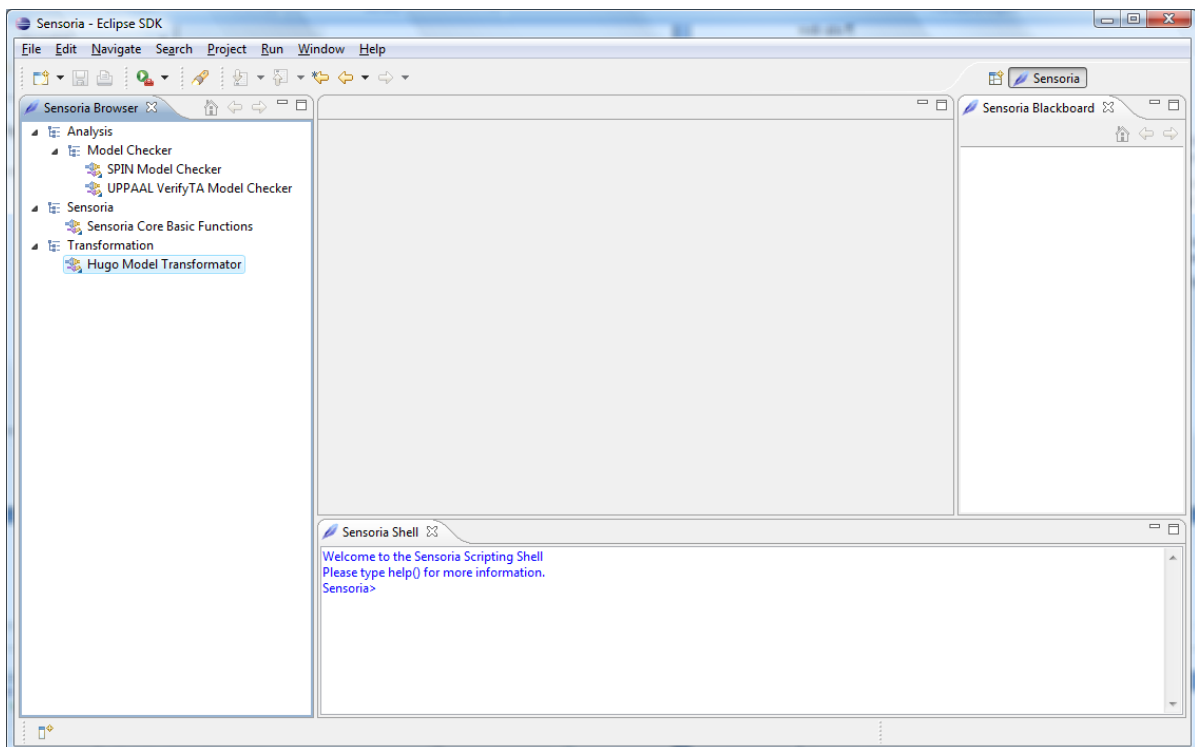 Sensoria - Eclipse SDK
File Edit Navigate Search Project Run Window Help
Sensoria
Sensoria Browser
Analysis
Model Checker
SPIN Model Checker
UPPAAL VerifyTA Model Checker
Sensoria
Sensoria Core Basic Functions
Transformation
Hugo Model Transformator
Sensoria Blackboard
Sensoria Shell
Welcome to the Sensoria Scripting Shell
Please type help() for more information.
Sensoria>